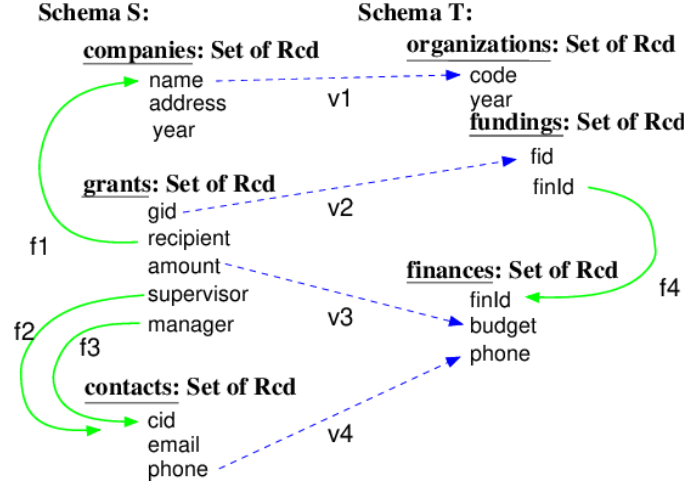 Schema S:
Schema T:
companies: Set of Rcd
name
address
year
organizations: Set of Rcd
code
year
fundings: Set of Rcd
fid
finId
v1
grants: Set of Rcd
gid
recipient
amount
supervisor
manager
v2
f1
finances: Set of Rcd
finId
budget
phone
f4
v3
f2
f3
contacts: Set of Rcd
cid
email
phone
v4